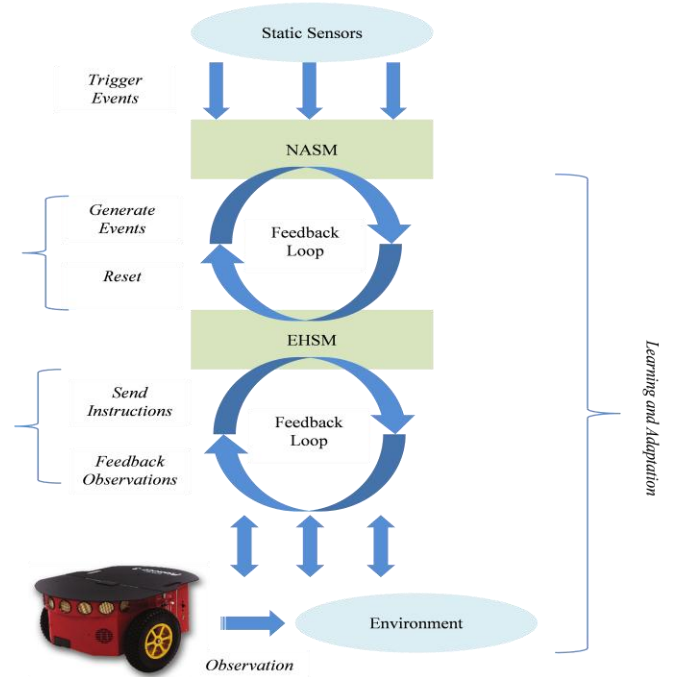 Static Sensors
Trigger
Events
NASM
Generate
Events
Feedback
Loop
Reset
EHSM
Send
Instructions
Feedback
Loop
Feedback
Observations
Learning and Adaptation
Environment
Observation